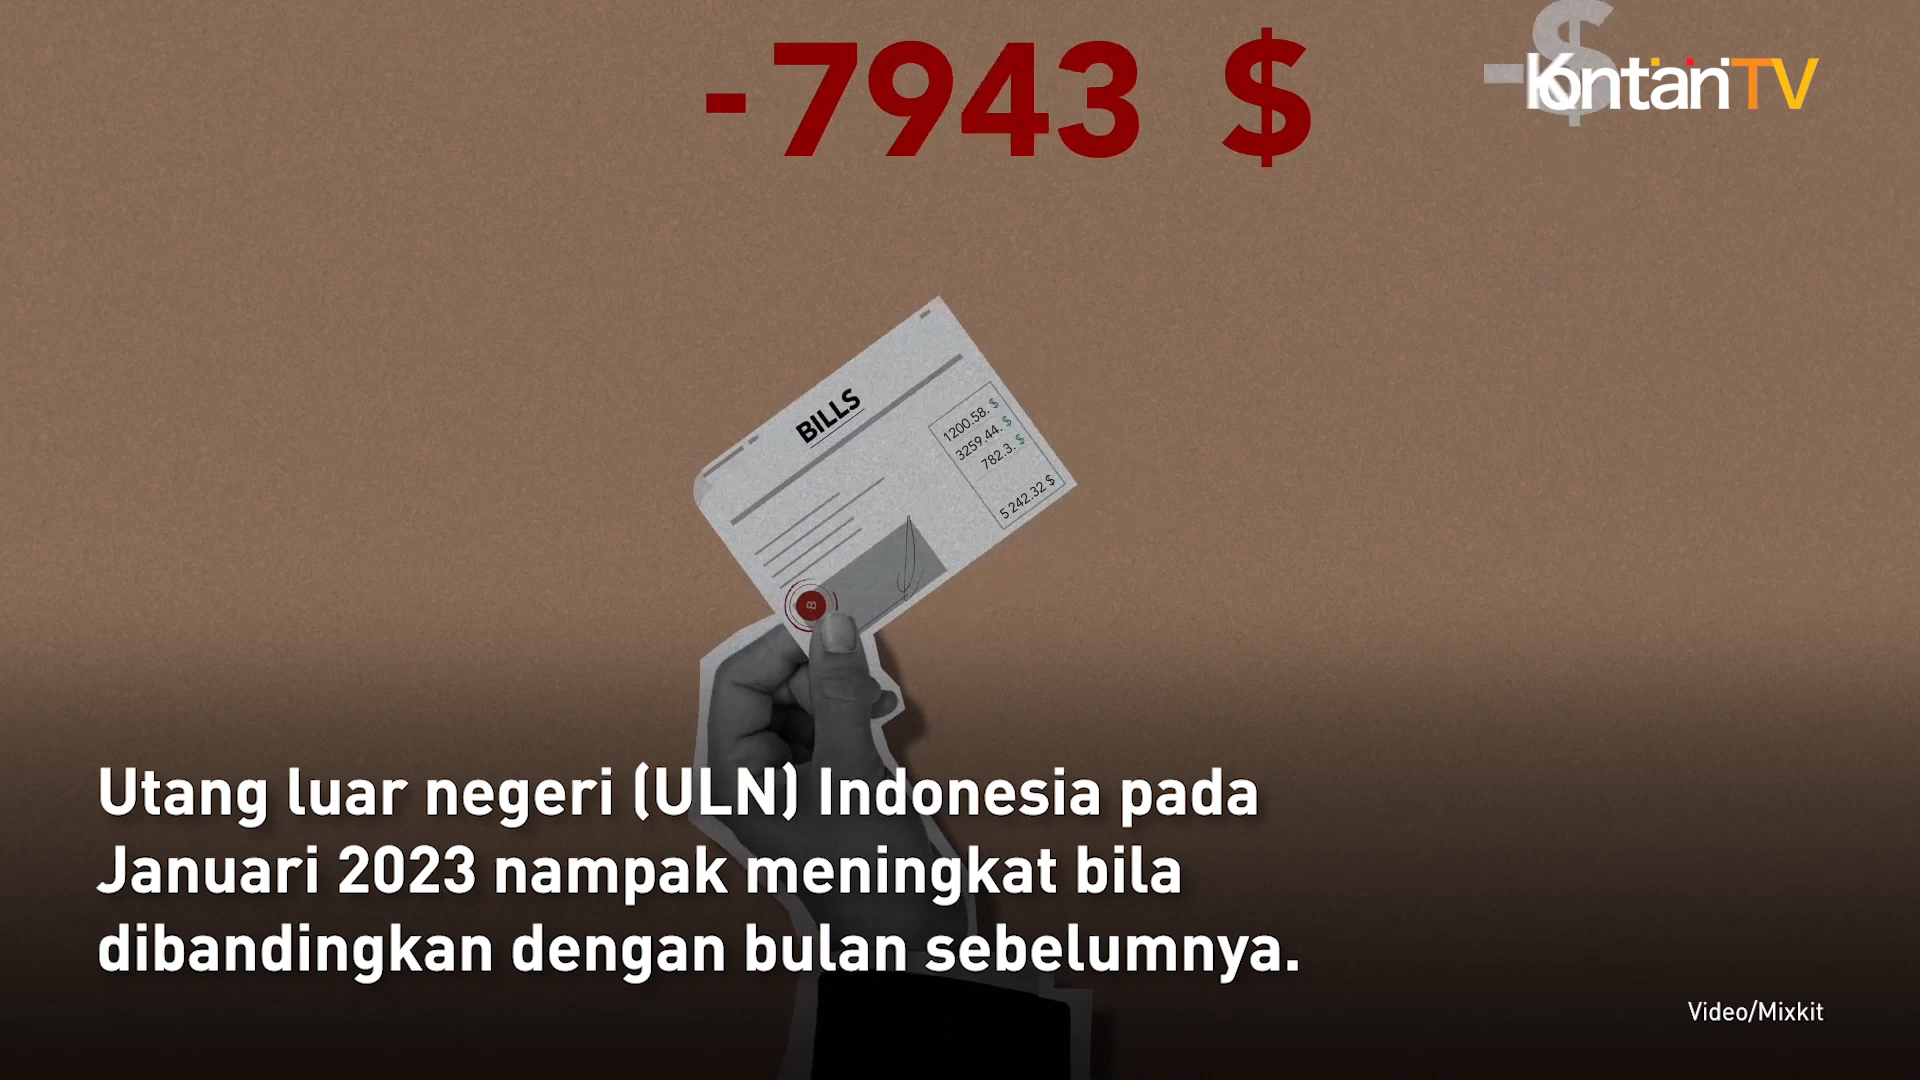 -7943 $
-$
KontanTV
BILLS
1200.58. $
3259.44. $
782.3. $
5 242.32 $
B
Utang luar negeri (ULN) Indonesia pada
Januari 2023 nampak meningkat bila
dibandingkan dengan bulan sebelumnya.
Video/Mixkit